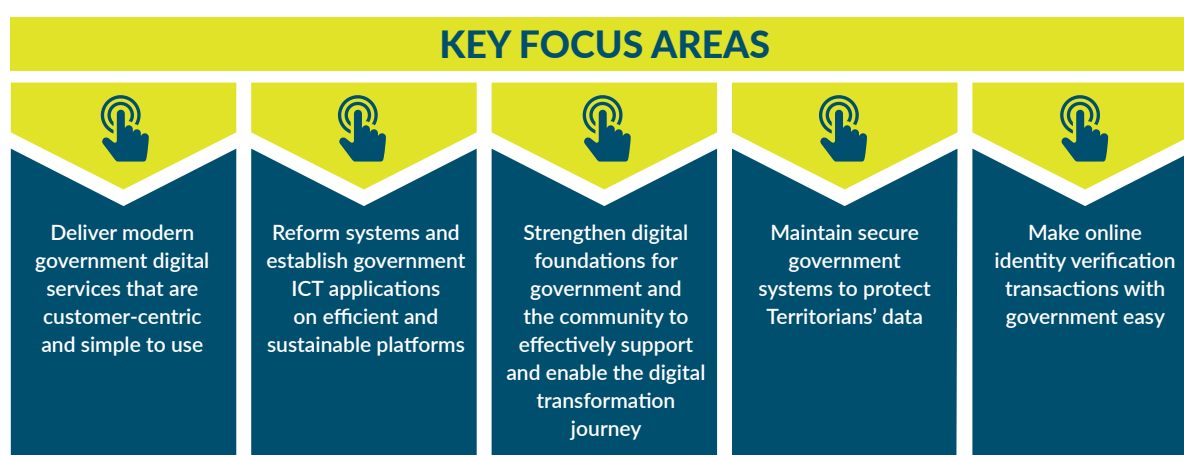 KEY FOCUS AREAS
Deliver modern
government digital
services that are
customer-centric
and simple to use
Reform systems and
establish government
ICT applications
on efficient and
sustainable platforms
Strengthen digital
foundations for
government and
the community to
effectively support
and enable the digital
transformation
journey
Maintain secure
government
systems to protect
Territorians’ data
Make online
identity verification
transactions with
government easy